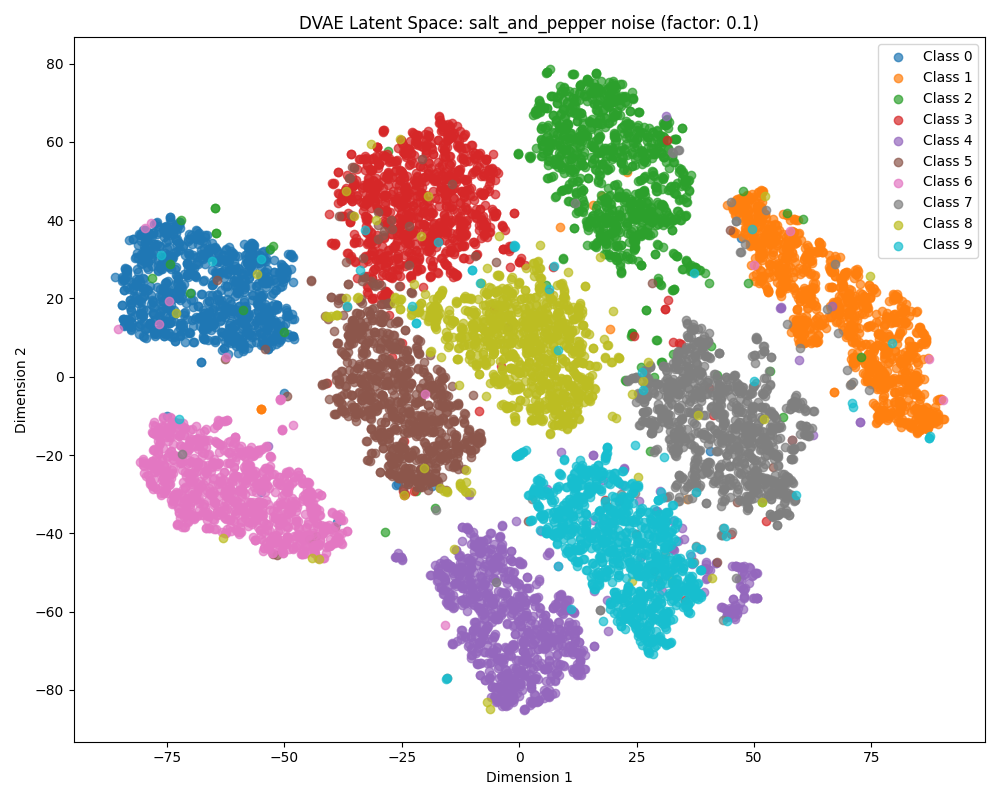 DVAE Latent Space: salt_and_pepper noise (factor: 0.1)
Class 0
Class 1
Class 2
Class 3
Class 4
Class 5
Class 6
Class 7
Class 8
Class 9
80
60
40
20
0
−20
−40
−60
−80
Dimension 2
−75
−50
−25
0
25
50
75
Dimension 1